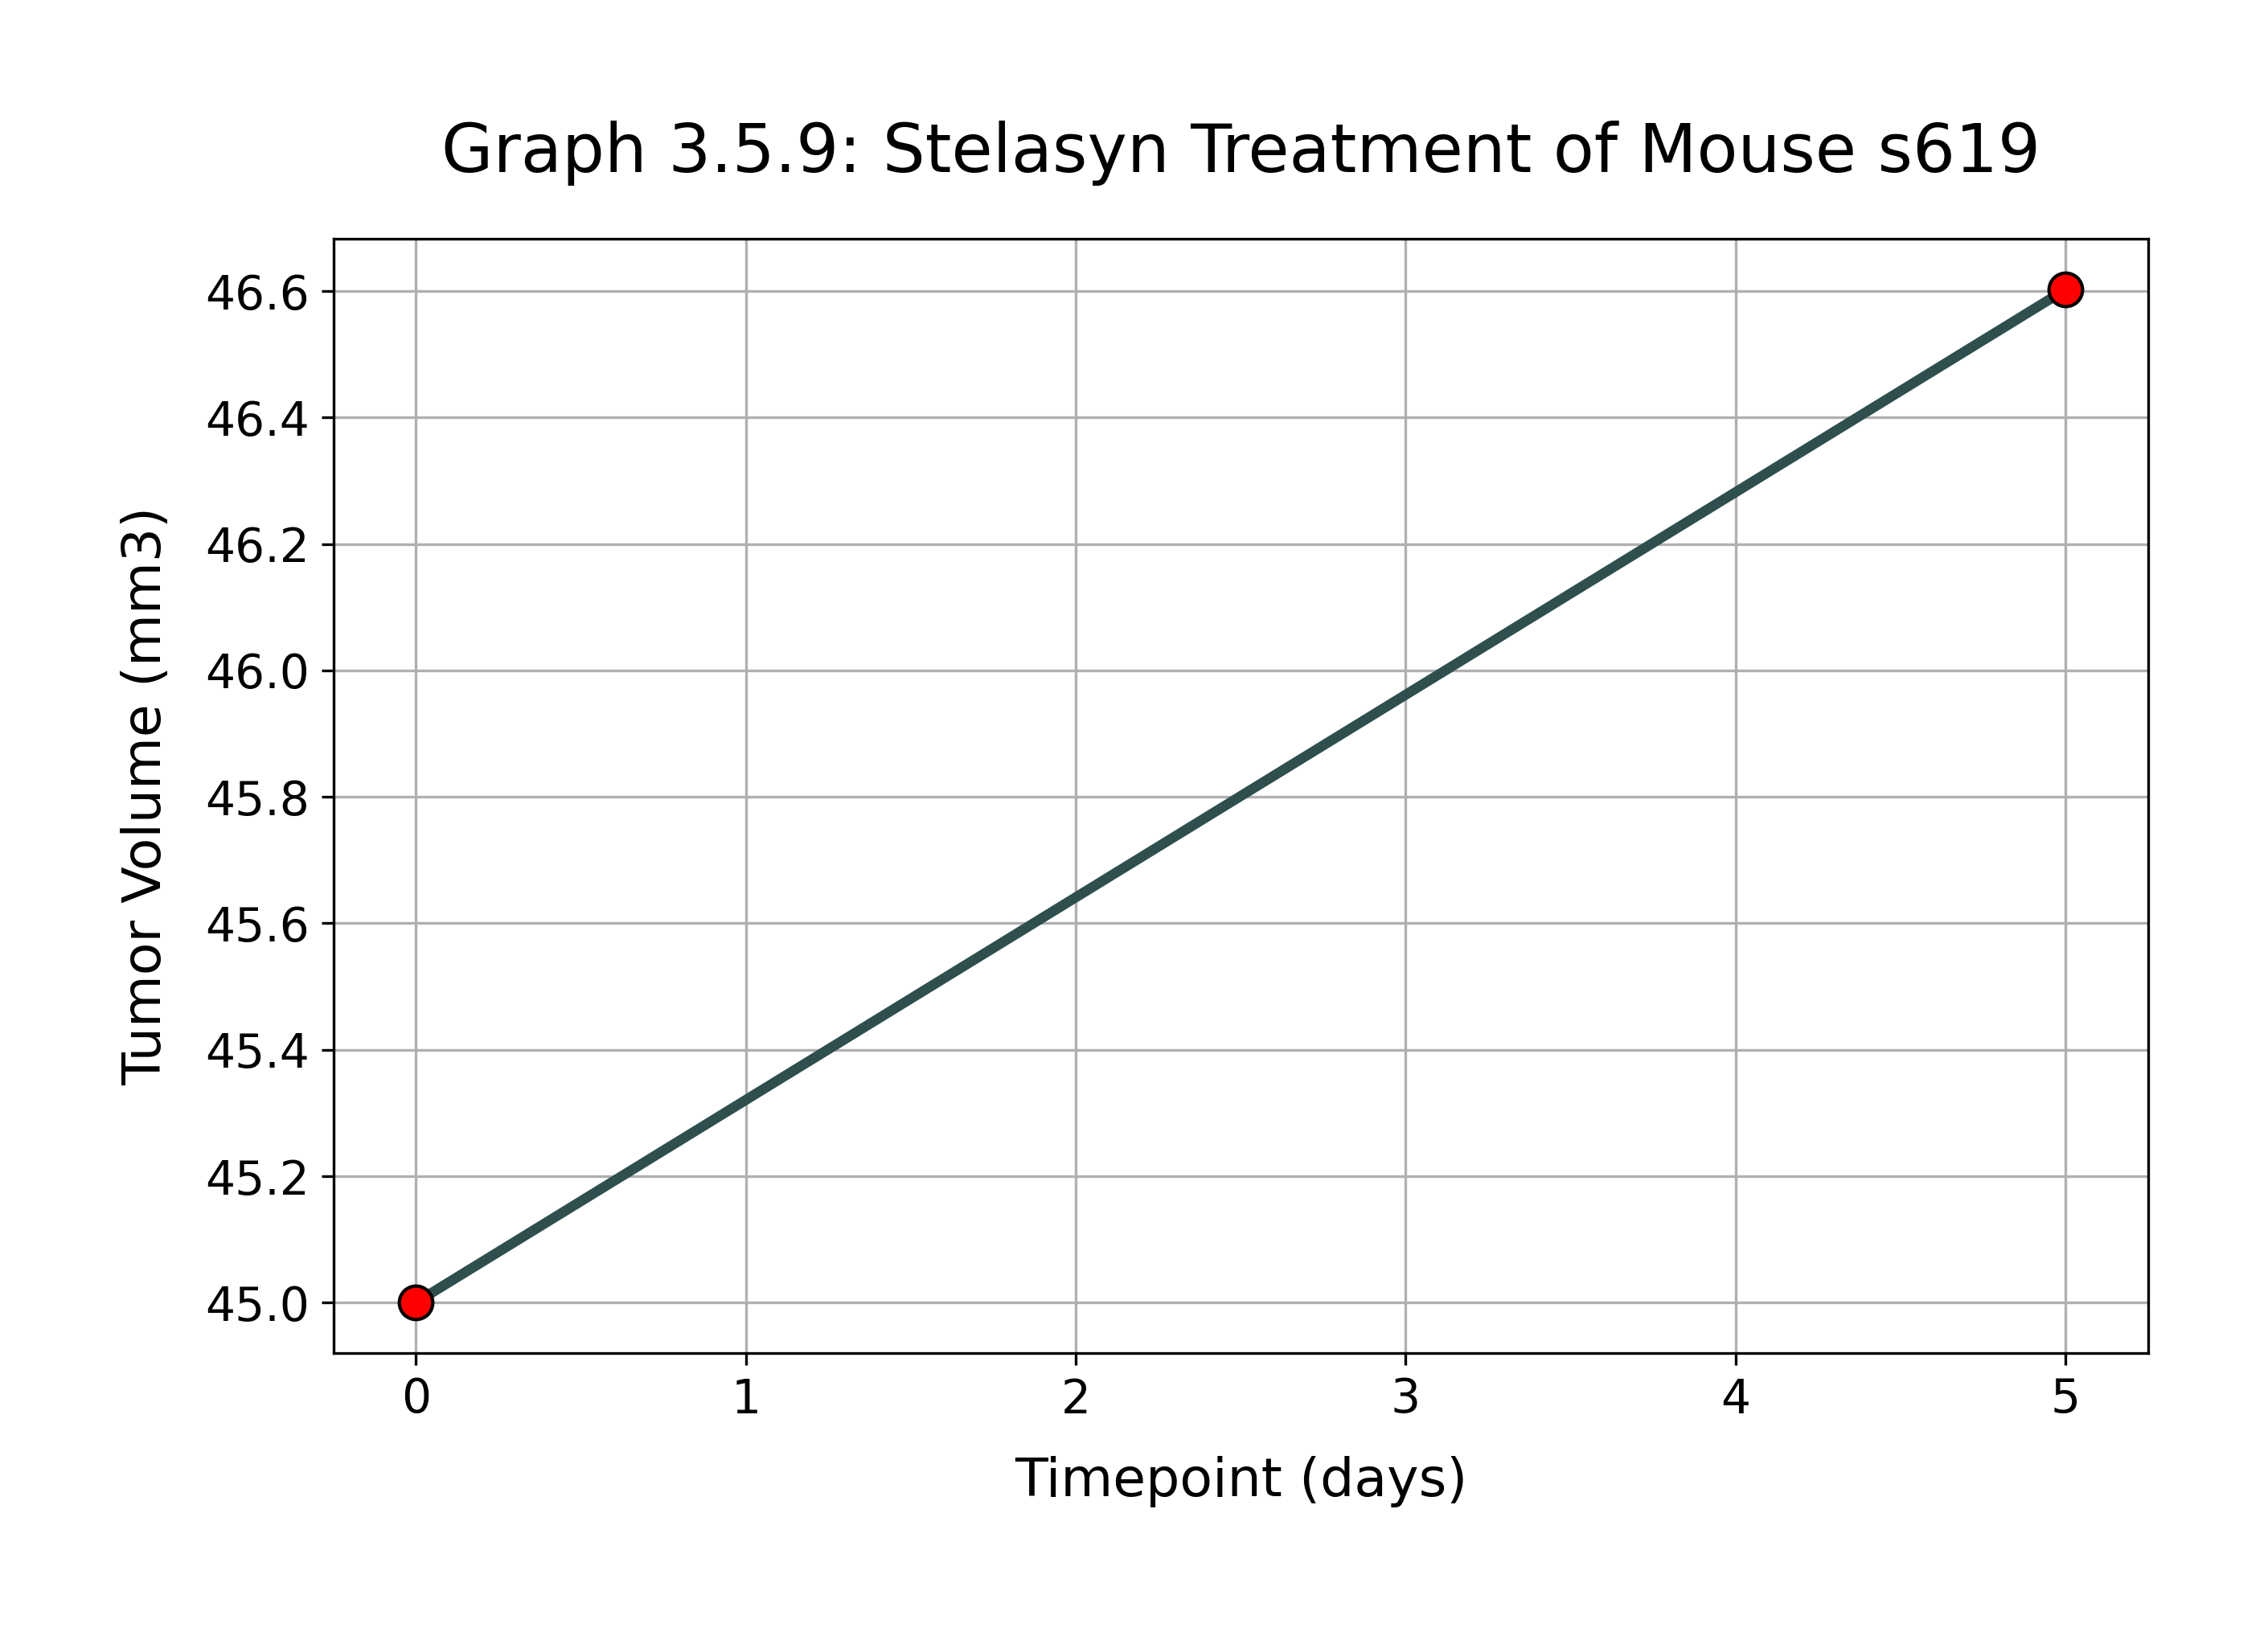 Graph 3.5.9: Stelasyn Treatment of Mouse s619
Tumor Volume (mm3)
46.6
46.4
46.2
46.0
45.8
45.6
45.4
45.2
45.0
0 1 2 3 4 5
Timepoint (days)